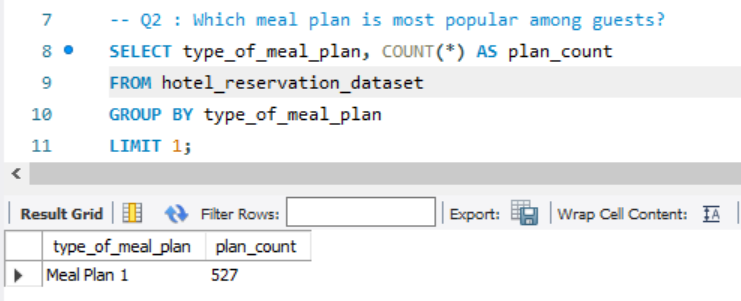 7 -- Q2 : Which meal plan is most popular among guests?
8 SELECT type_of_meal_plan, COUNT(*) AS plan_count
9 FROM hotel_reservation_dataset
10 GROUP BY type_of_meal_plan
11 LIMIT 1;
Result Grid Filter Rows: Export: Wrap Cell Content: IA
type_of_meal_plan plan_count
Meal Plan 1 527